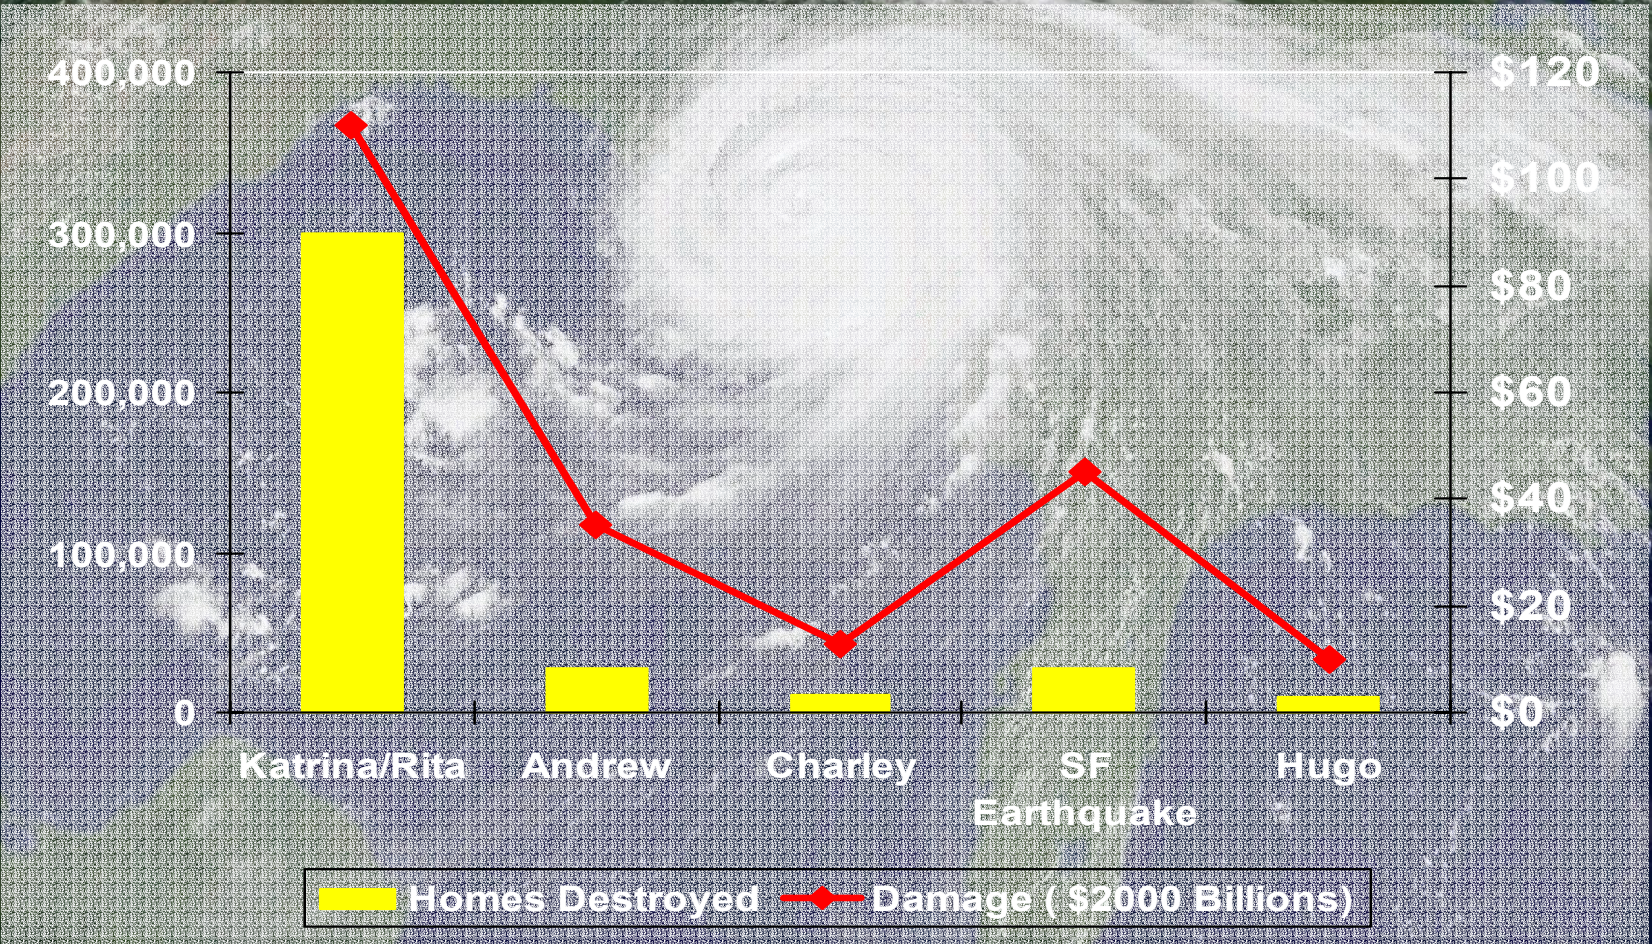 400,000
300,000
200,000
100,000
0
$120
$100
$80
$60
$40
$20
$0
Katrina/Rita
Andrew
Charley
SF
Earthquake
Hugo
Homes Destroyed
Damage ( $2000 Billions)